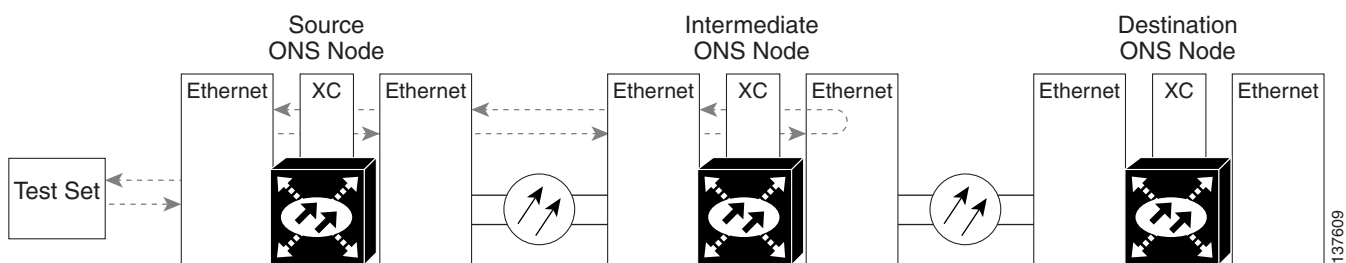 Source
ONS Node
Intermediate
ONS Node
Destination
ONS Node
Ethernet XC Ethernet Ethernet XC Ethernet Ethernet XC Ethernet
Test Set
137609